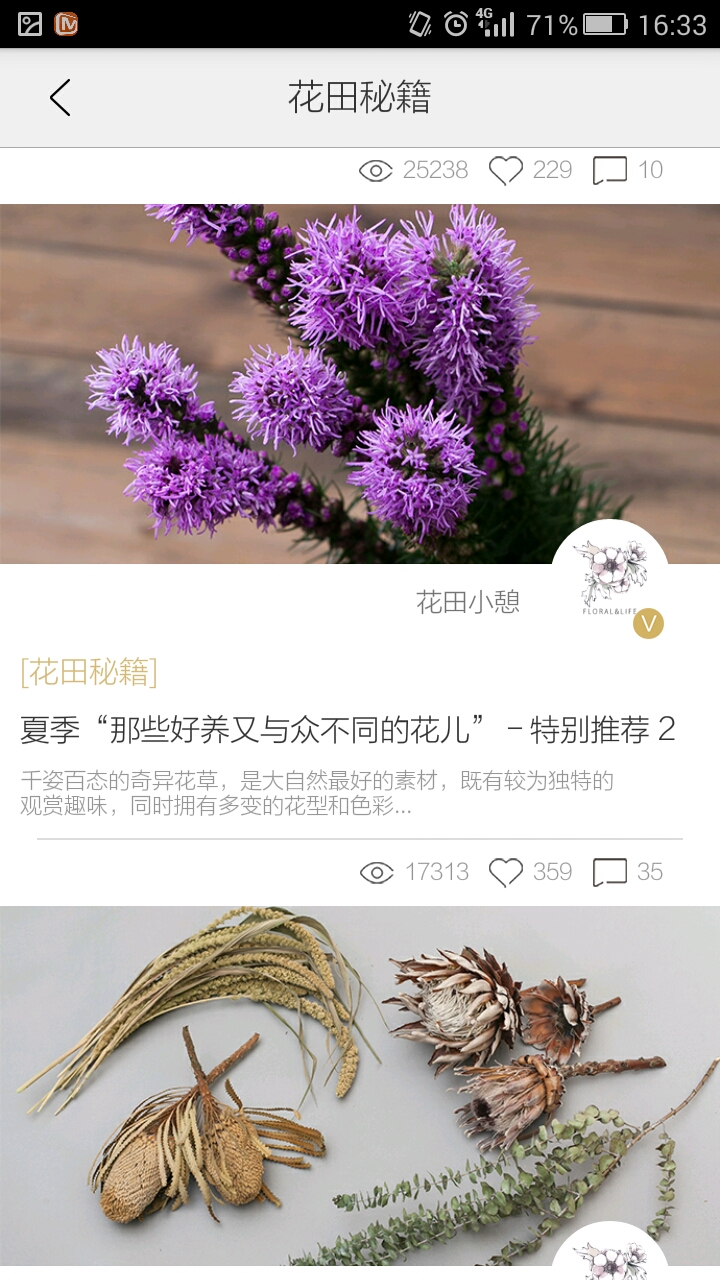 4G 71% 16:33
花田秘籍
25238 229 10
花田小憩
FLORAL&LIFE
V
[花田秘籍]
夏季“那些好养又与众不同的花儿” – 特别推荐 2
千姿百态的奇异花草，是大自然最好的素材，既有较为独特的
观赏趣味，同时拥有多变的花型和色彩...
17313 359 35